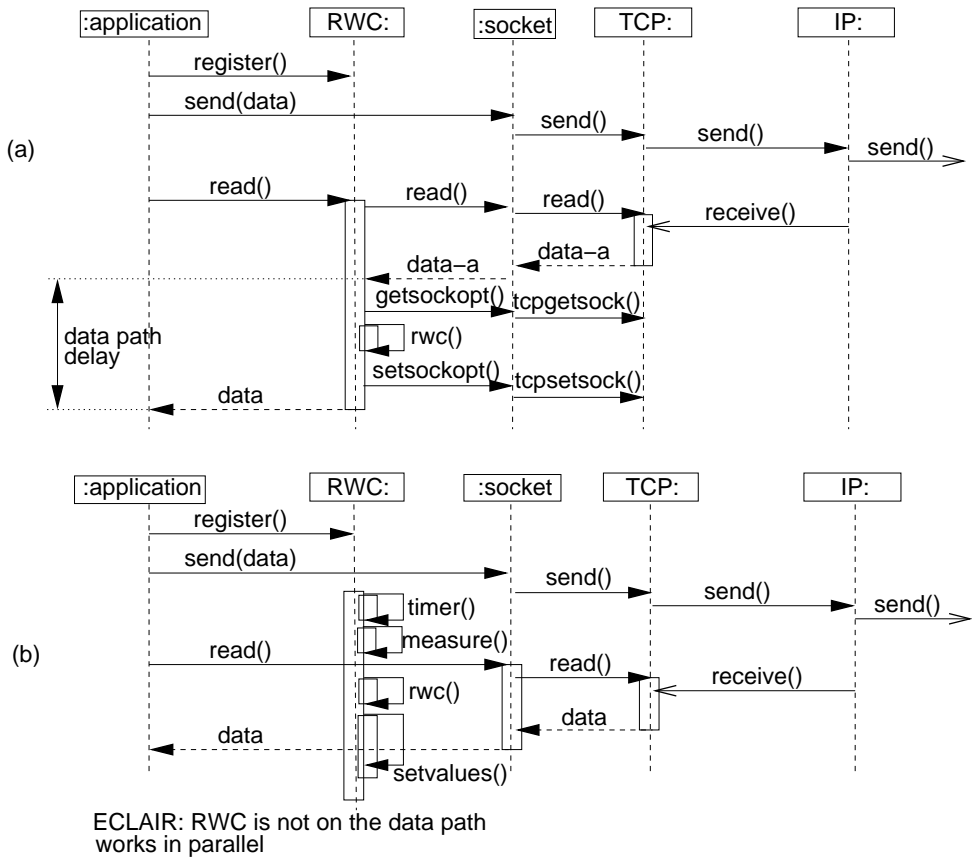 :application
RWC:
:socket
TCP:
IP:
register()
send(data)
send()
send()
send()
(a)
read()
read()
read()
receive()
data–a
data–a
getsockopt()
tcpgetsock()
data path
delay
rwc()
setsockopt()
tcpsetsock()
data
:application
RWC:
:socket
TCP:
IP:
register()
send(data)
send()
send()
send()
timer()
measure()
(b)
read()
read()
receive()
rwc()
data
data
setvalues()
ECLAIR: RWC is not on the data path
works in parallel